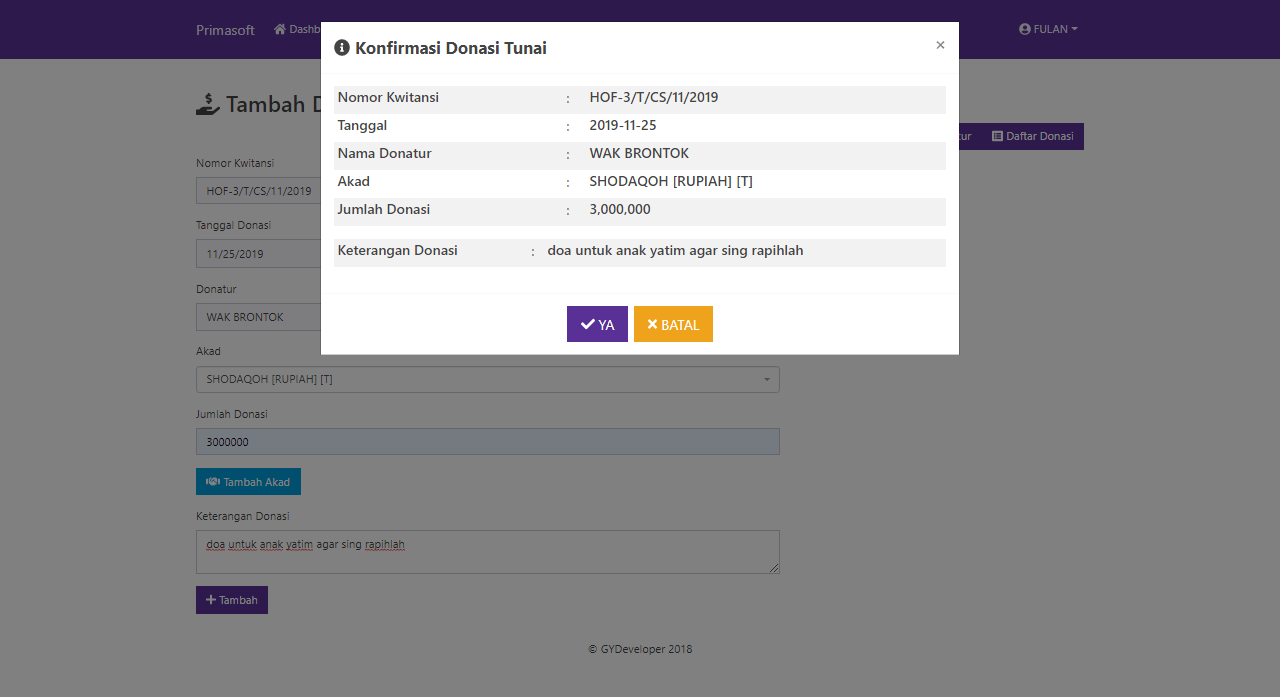 Primasoft Dashb FULAN
Konfirmasi Donasi Tunai ×
Nomor Kwitansi : HOF-3/T/CS/11/2019
Tanggal : 2019-11-25
Nama Donatur : WAK BRONTOK
Akad : SHODAQOH [RUPIAH] [T]
Jumlah Donasi : 3,000,000
Keterangan Donasi : doa untuk anak yatim agar sing rapihlah
YA BATAL
Tambah D
tur Daftar Donasi
Nomor Kwitansi
HOF-3/T/CS/11/2019
Tanggal Donasi
11/25/2019
Donatur
WAK BRONTOK
Akad
SHODAQOH [RUPIAH] [T]
Jumlah Donasi
3000000
Tambah Akad
Keterangan Donasi
doa untuk anak yatim agar sing rapihlah
Tambah
© GYDeveloper 2018